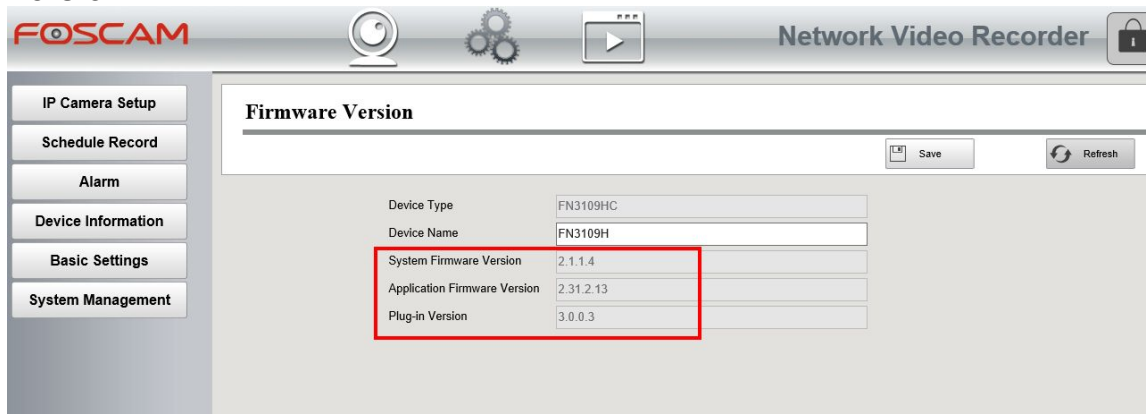 FOSCAM
Network Video Recorder
IP Camera Setup
Schedule Record
Alarm
Device Information
Basic Settings
System Management
Firmware Version
Save
Refresh
Device Type FN3109HC
Device Name FN3109H
System Firmware Version 2.1.1.4
Application Firmware Version 2.31.2.13
Plug-in Version 3.0.0.3